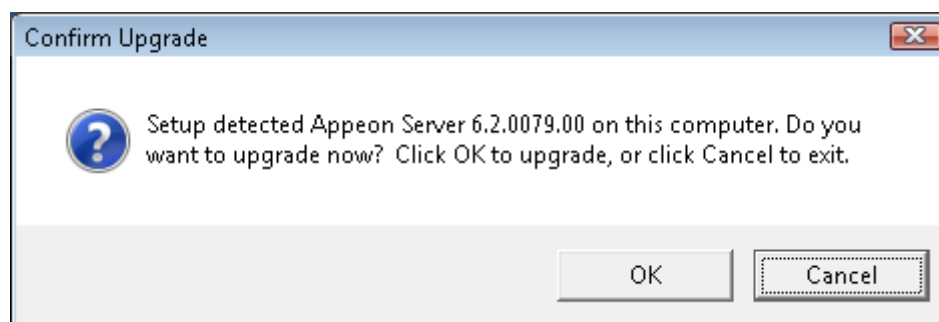 Confirm Upgrade
Setup detected Appeon Server 6.2.0079.00 on this computer. Do you
want to upgrade now?  Click OK to upgrade, or click Cancel to exit.
OK
Cancel